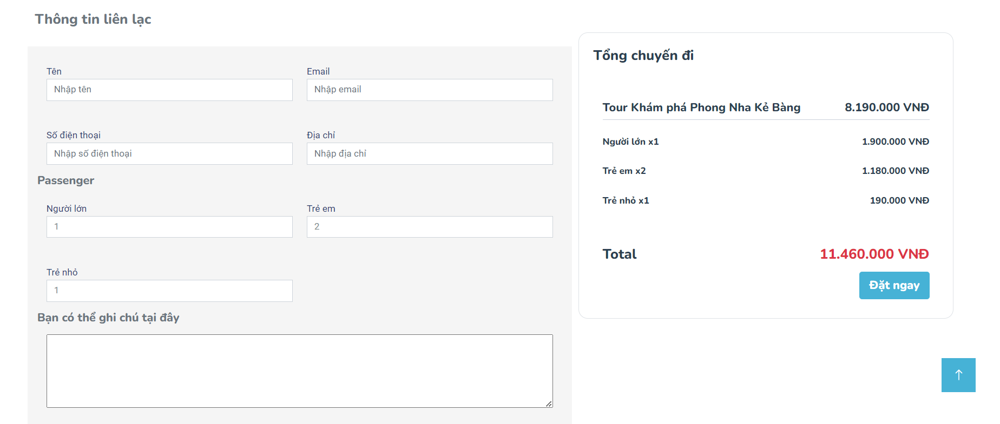 Thông tin liên lạc
Tên
Email
Nhập tên
Nhập email
Số điện thoại
Địa chỉ
Nhập số điện thoại
Nhập địa chỉ
Passenger
Người lớn
Trẻ em
1
2
Trẻ nhỏ
1
Bạn có thể ghi chú tại đây
Tổng chuyến đi
Tour Khám phá Phong Nha Kẻ Bàng 8.190.000 VNĐ
Người lớn x1 1.900.000 VNĐ
Trẻ em x2 1.180.000 VNĐ
Trẻ nhỏ x1 190.000 VNĐ
Total 11.460.000 VNĐ
Đặt ngay